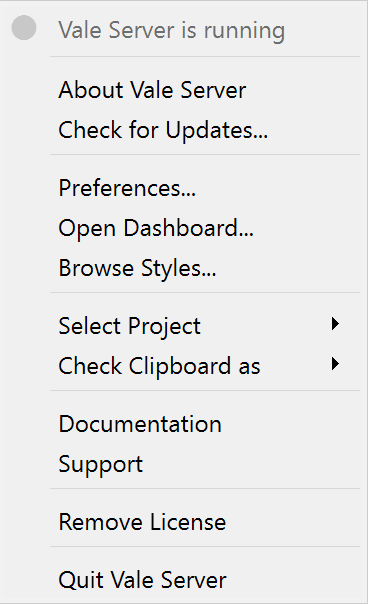 Vale Server is running
About Vale Server
Check for Updates...
Preferences...
Open Dashboard...
Browse Styles...
Select Project
Check Clipboard as
Documentation
Support
Remove License
Quit Vale Server